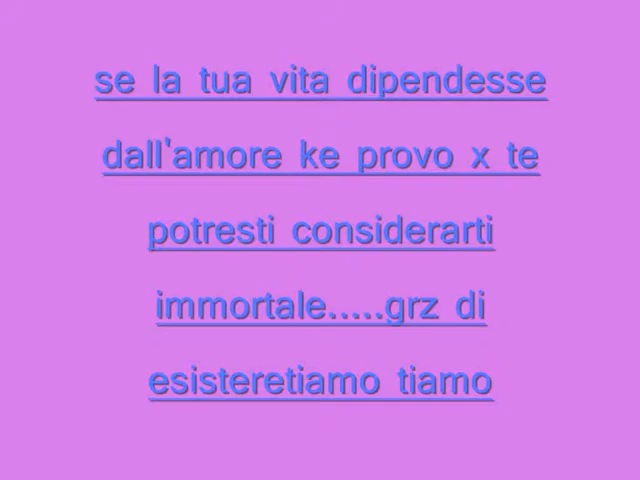 se la tua vita dipendesse
dall'amore ke provo x te
potresti considerarti
immortale.....grz di
esisteretiamo tiamo